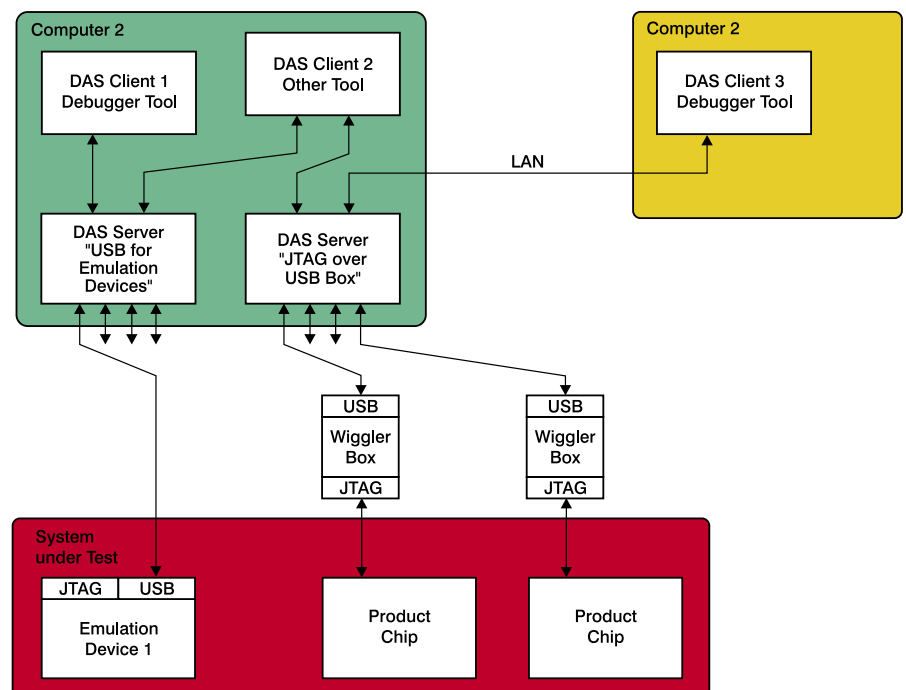 Computer 2
DAS Client 1
Debugger Tool
DAS Client 2
Other Tool
Computer 2
DAS Client 3
Debugger Tool
LAN
DAS Server
"USB for
Emulation
Devices"
DAS Server
"JTAG over
USB Box"
USB
Wiggler
Box
JTAG
USB
Wiggler
Box
JTAG
System
under Test
JTAG USB
Emulation
Device 1
Product
Chip
Product
Chip